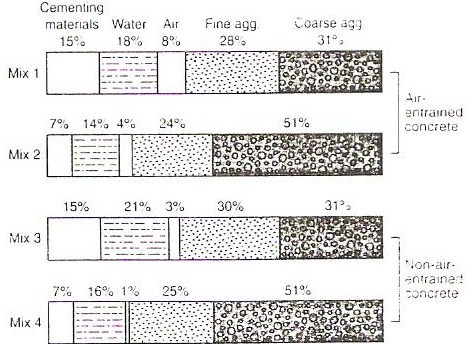 Cementing
materials Water Air Fine agg. Coarse agg.
15% 18% 8% 28% 31%
Mix 1
Air-
entrained
concrete
7% 14% 4% 24% 51%
Mix 2
15% 21% 3% 30% 31%
Mix 3
Non-air-
entrained
concrete
7% 16% 1% 25% 51%
Mix 4